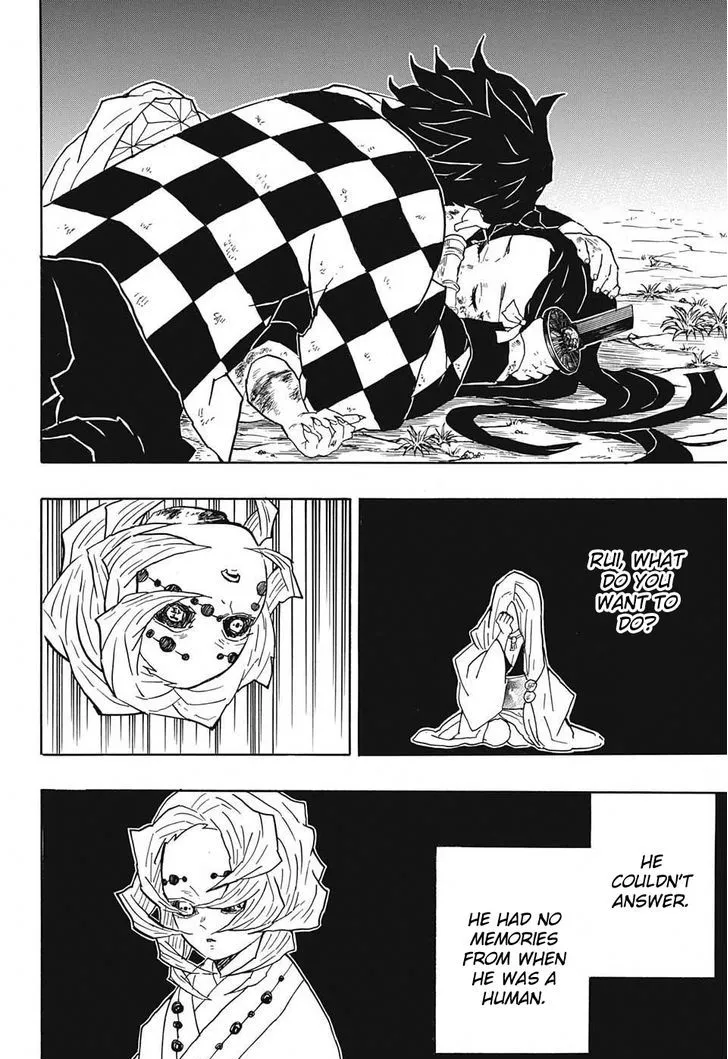 RUI, WHAT
DO YOU
WANT TO
DO?
HE
COULDN'T
ANSWER.
HE HAD NO
MEMORIES
FROM WHEN
HE WAS A
HUMAN.